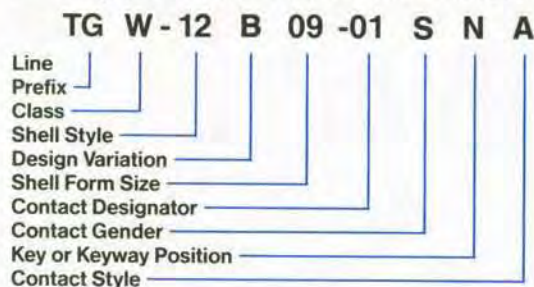 TG W - 12 B 09 -01 S N A
Line
Prefix
Class
Shell Style
Design Variation
Shell Form Size
Contact Designator
Contact Gender
Key or Keyway Position
Contact Style